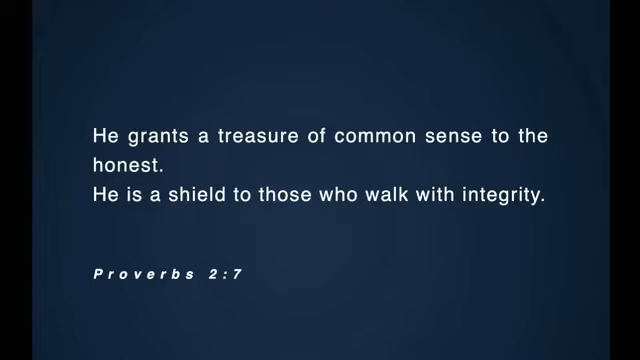 He grants a treasure of common sense to the
honest.
He is a shield to those who walk with integrity.
Proverbs 2:7